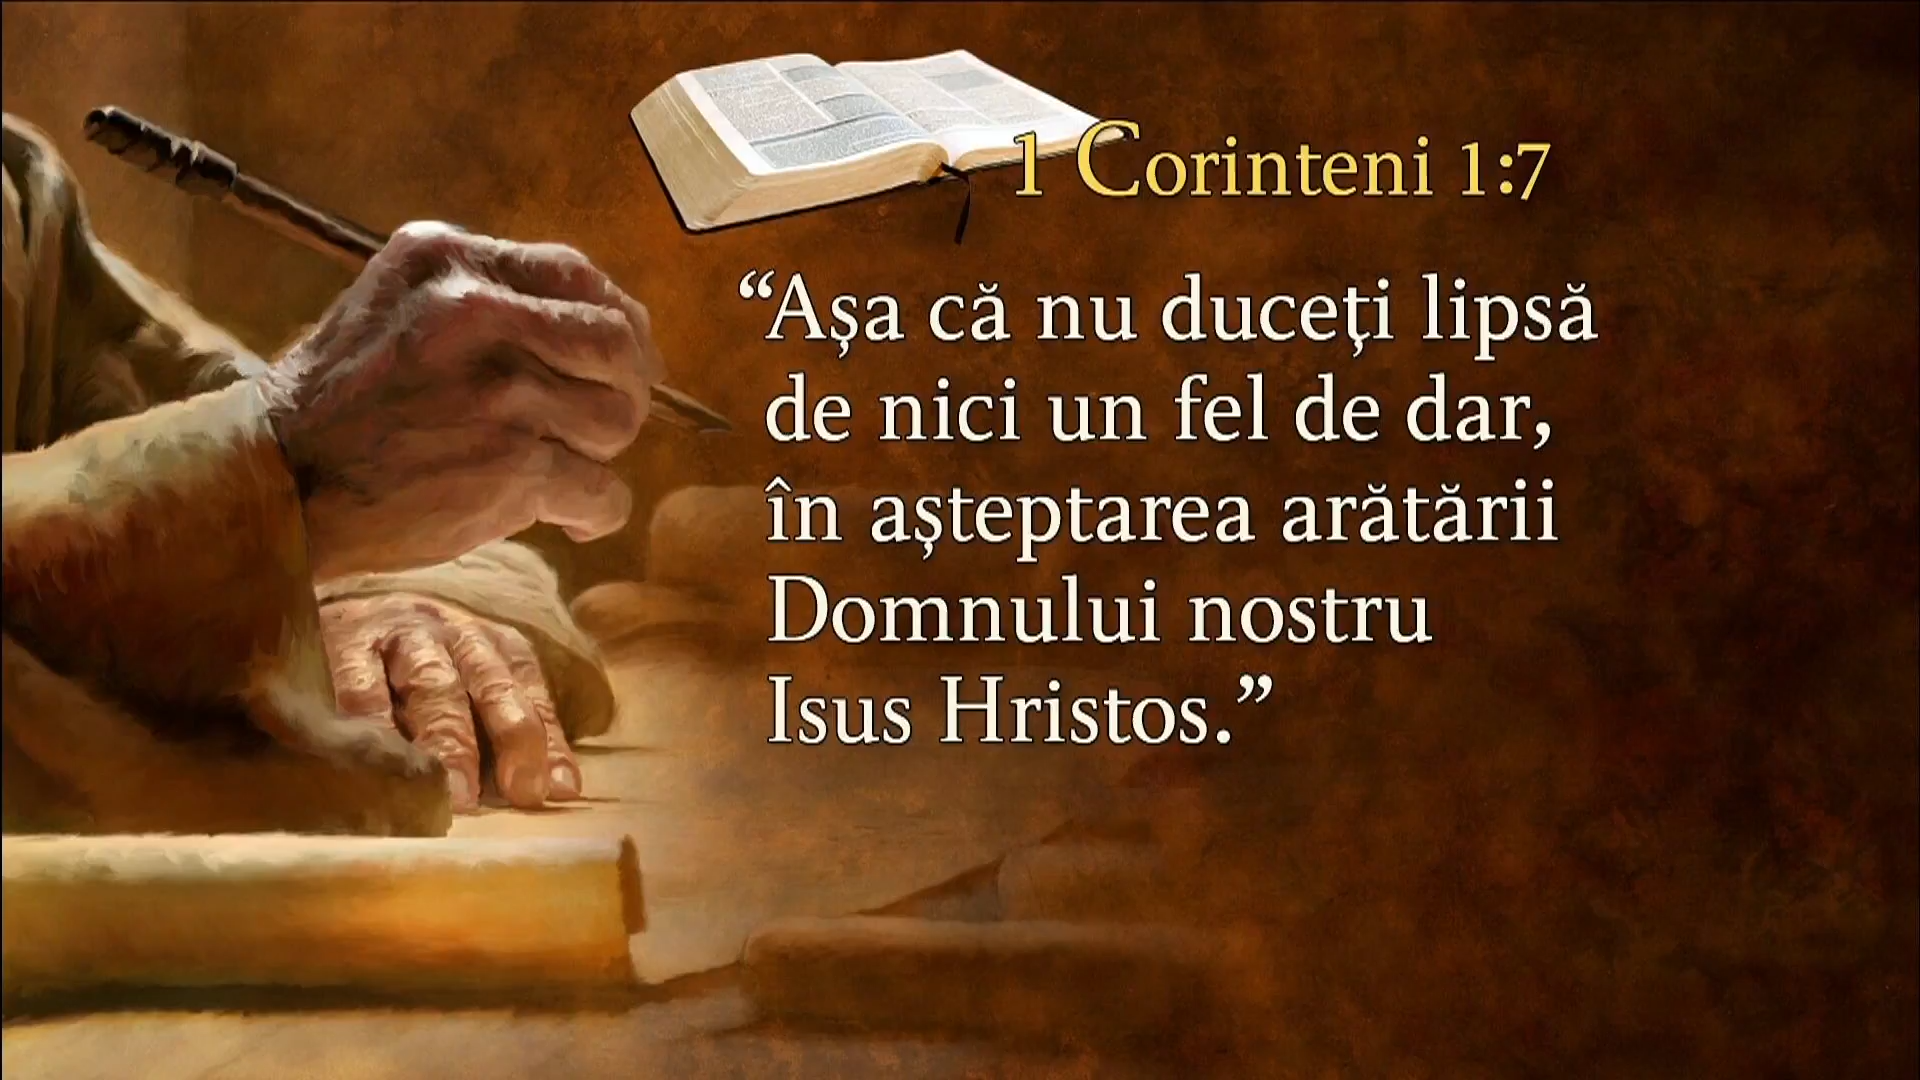 1 Corinteni 1:7
“Așa că nu duceţi lipsă
de nici un fel de dar,
în așteptarea arătării
Domnului nostru
Isus Hristos.”